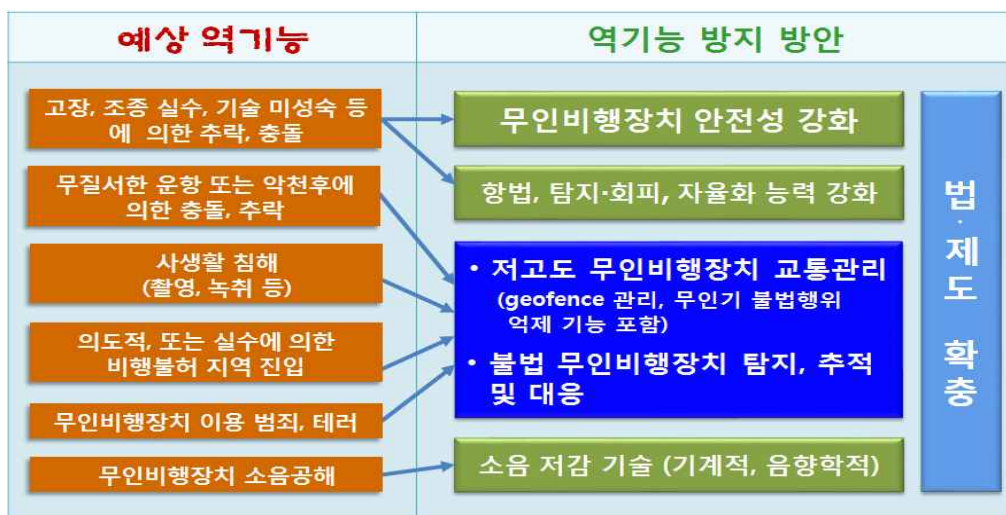 예상 역기능
역기능 방지 방안
고장, 조종 실수, 기술 미성숙 등
에 의한 추락, 충돌
무질서한 운항 또는 악천후에
의한 충돌, 추락
사생활 침해
(촬영, 녹취 등)
의도적, 또는 실수에 의한
비행불허 지역 진입
무인비행장치 이용 범죄, 테러
무인비행장치 소음공해
무인비행장치 안전성 강화
항법, 탐지·회피, 자율화 능력 강화
• 저고도 무인비행장치 교통관리
(geofence 관리, 무인기 불법행위
억제 기능 포함)
• 불법 무인비행장치 탐지, 추적
및 대응
소음 저감 기술 (기계적, 음향학적)
법·제도 확충